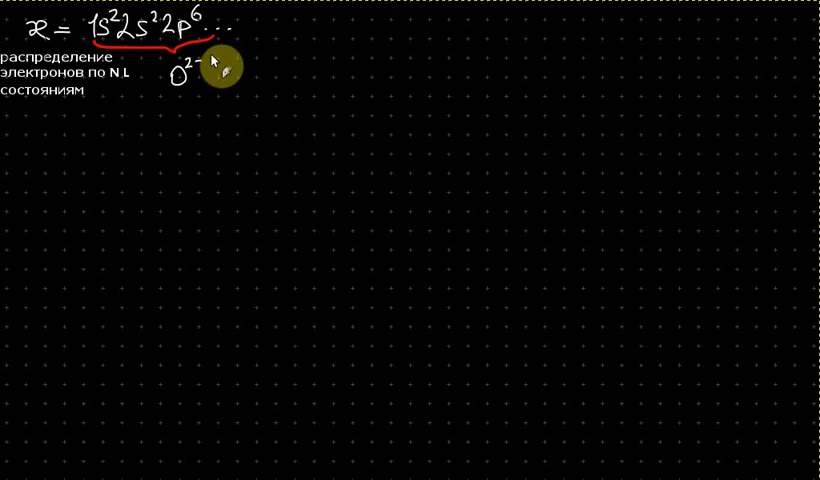 æ = 1s²2s²2p⁶...
распределение
электронов по N L
состояниям
O²⁻